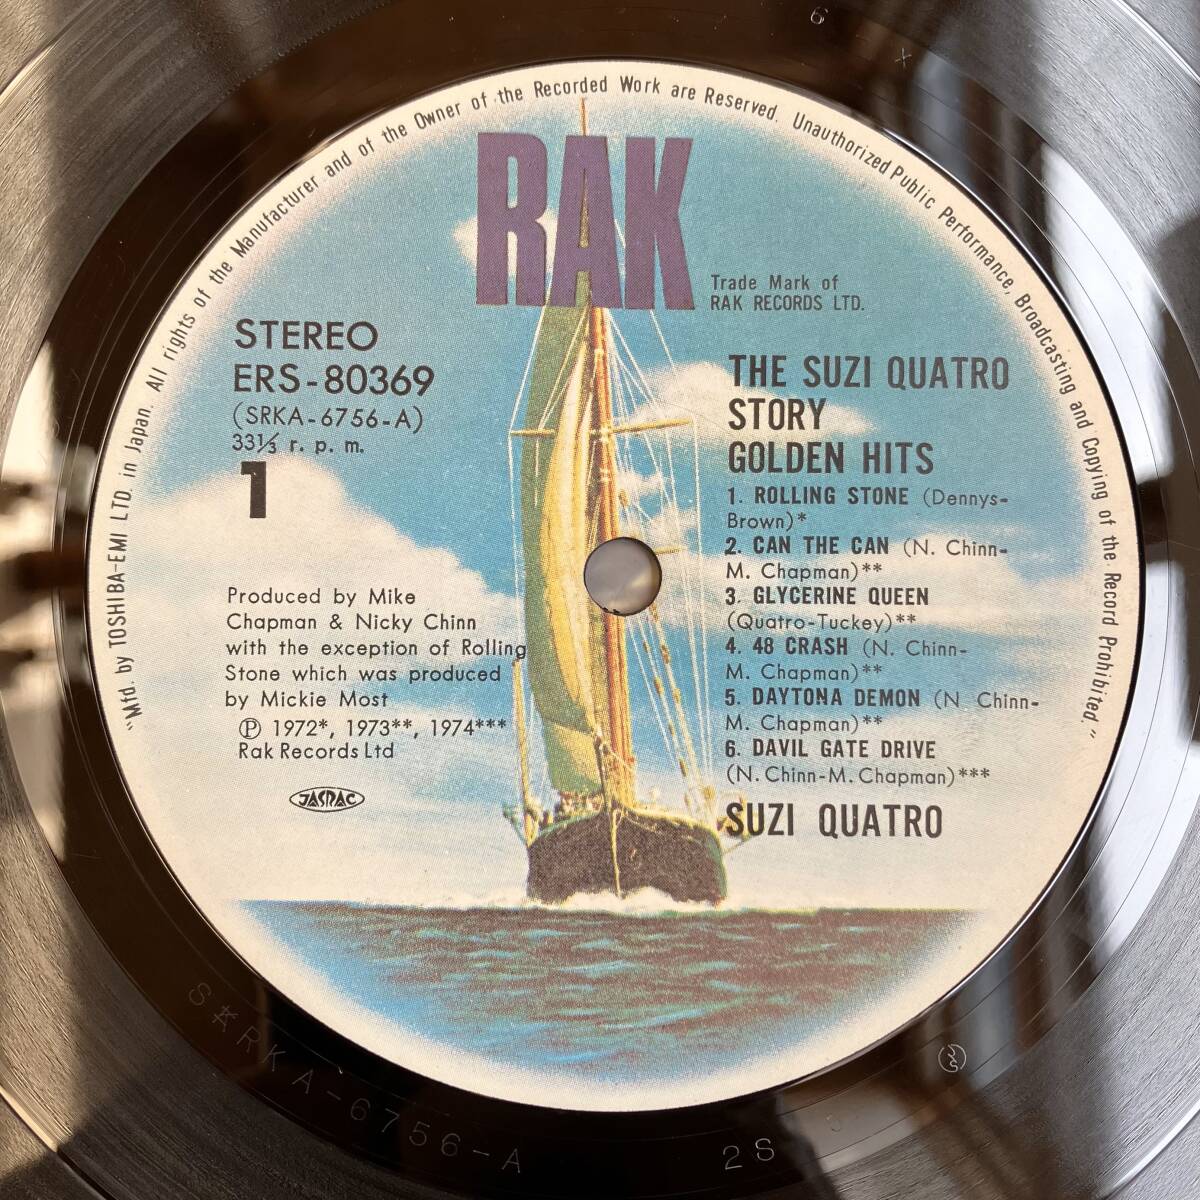 "Mfd. by TOSHIBA-EMI LTD. in Japan. All rights of the Manufacturer and of the Owner of the Recorded Work are Reserved. Unauthorized Public Performance, Broadcasting and Copying of the Record Prohibited."
RAK
Trade Mark of
RAK RECORDS LTD.
STEREO
ERS-80369
(SRKA-6756-A)
33⅓ r. p. m.
1
THE SUZI QUATRO
STORY
GOLDEN HITS
1. ROLLING STONE (Dennys-
Brown)*
2. CAN THE CAN (N. Chinn-
M. Chapman)**
3. GLYCERINE QUEEN
(Quatro-Tuckey)**
4. 48 CRASH (N. Chinn-
M. Chapman)**
5. DAYTONA DEMON (N Chinn-
M. Chapman)**
6. DAVIL GATE DRIVE
(N. Chinn-M. Chapman)***
SUZI QUATRO
Produced by Mike
Chapman & Nicky Chinn
with the exception of Rolling
Stone which was produced
by Mickie Most
Ⓟ 1972*, 1973**, 1974***
Rak Records Ltd
JASRAC
SRKA-6756-A 2S
6